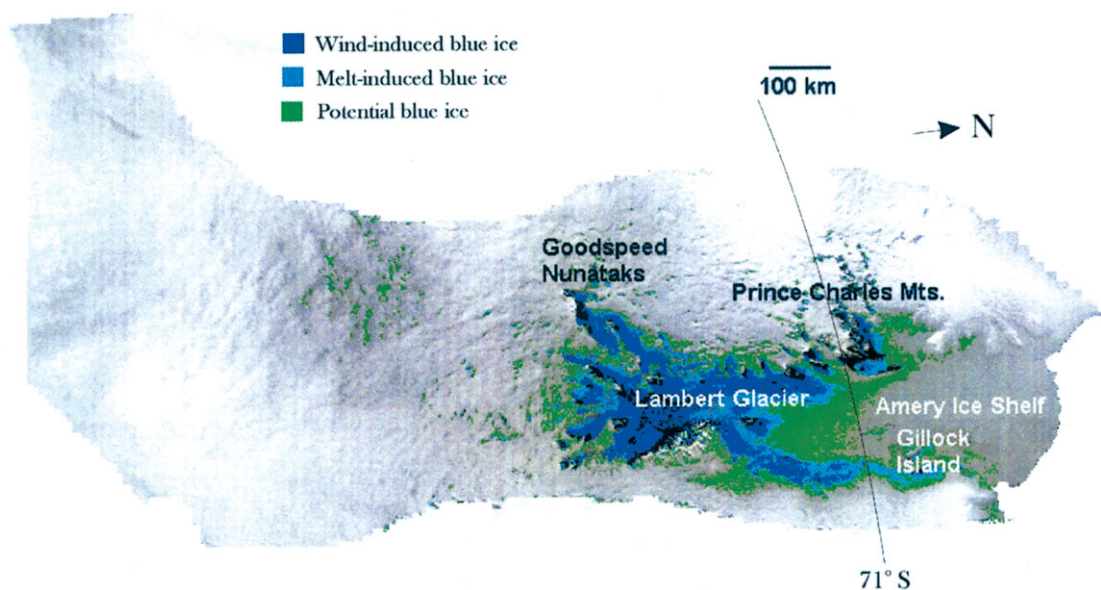 Wind-induced blue ice
Melt-induced blue ice
Potential blue ice
100 km
N
Goodspeed
Nunataks
Prince Charles Mts.
Lambert Glacier
Amery Ice Shelf
Gillock
Island
71° S